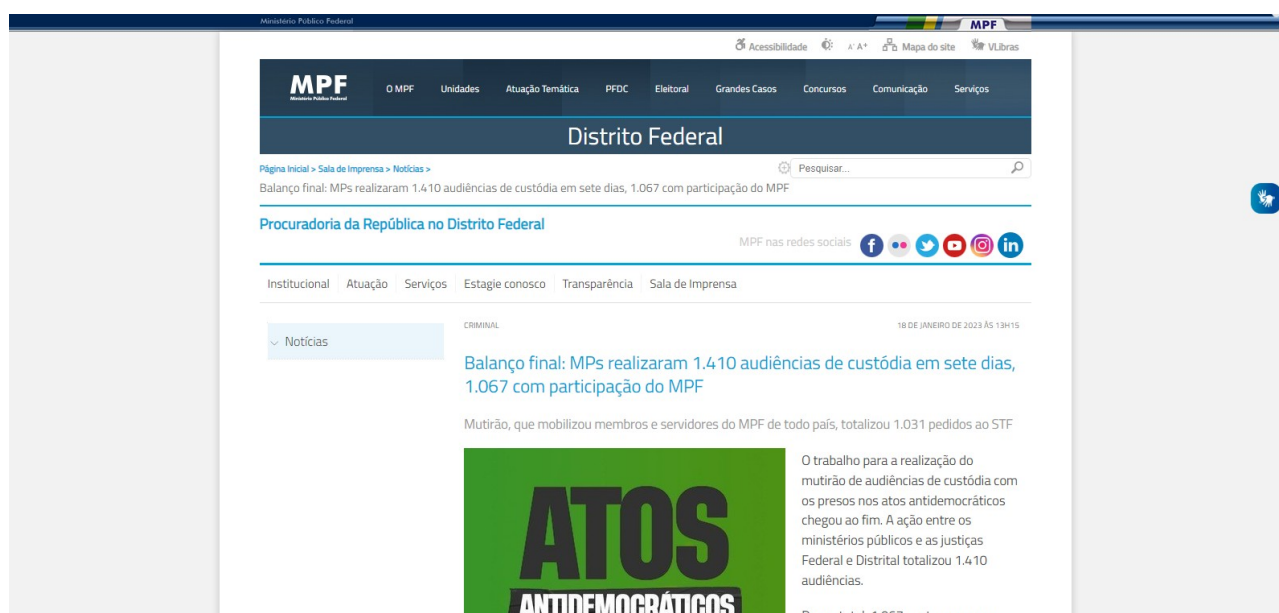 Ministério Público Federal
MPF
Acessibilidade A- A+ Mapa do site VLibras
MPF
Ministério Público Federal
O MPF Unidades Atuação Temática PFDC Eleitoral Grandes Casos Concursos Comunicação Serviços
Distrito Federal
Página Inicial > Sala de Imprensa > Notícias >
Pesquisar...
Balanço final: MPs realizaram 1.410 audiências de custódia em sete dias, 1.067 com participação do MPF
Procuradoria da República no Distrito Federal
MPF nas redes sociais
Institucional Atuação Serviços Estagie conosco Transparência Sala de Imprensa
Notícias
CRIMINAL
18 DE JANEIRO DE 2023 ÀS 13H15
Balanço final: MPs realizaram 1.410 audiências de custódia em sete dias,
1.067 com participação do MPF
Mutirão, que mobilizou membros e servidores do MPF de todo país, totalizou 1.031 pedidos ao STF
ATOS
ANTIDEMOCRÁTICOS
O trabalho para a realização do
mutirão de audiências de custódia com
os presos nos atos antidemocráticos
chegou ao fim. A ação entre os
ministérios públicos e as justiças
Federal e Distrital totalizou 1.410
audiências.